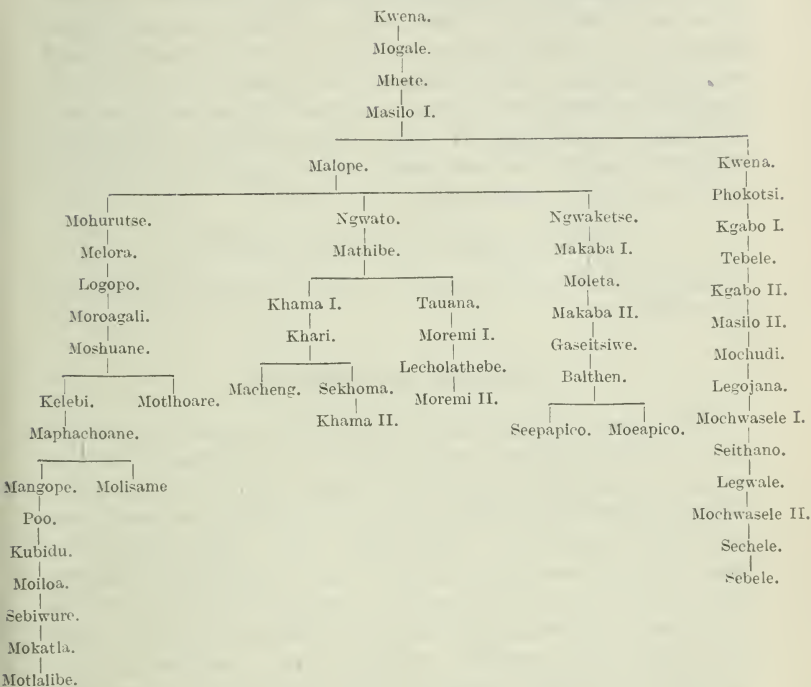 Kwena.
Mogale.
Mhete.
Masilo I.
Malope.
Mohurutse.
Melora.
Logopo.
Moroagali.
Moshuane.
Kelebi. Motlhoare.
Maphachoane.
Mangope. Molisame
Poo.
Kubidu.
Moiloa.
Sebiwure.
Mokatla.
Motlalibe.
Ngwato.
Mathibe.
Khama I.
Khari.
Macheng. Sekhoma.
Khama II.
Tauana.
Moremi I.
Lecholathebe.
Moremi II.
Ngwaketse.
Makaba I.
Moleta.
Makaba II.
Gaseitsiwe.
Balthen.
Seepapico. Moeapico.
Kwena.
Phokotsi.
Kgabo I.
Tebele.
Kgabo II.
Masilo II.
Mochudi.
Legojana.
Mochwasele I.
Seithano.
Legwale.
Mochwasele II.
Sechele.
Sebele.